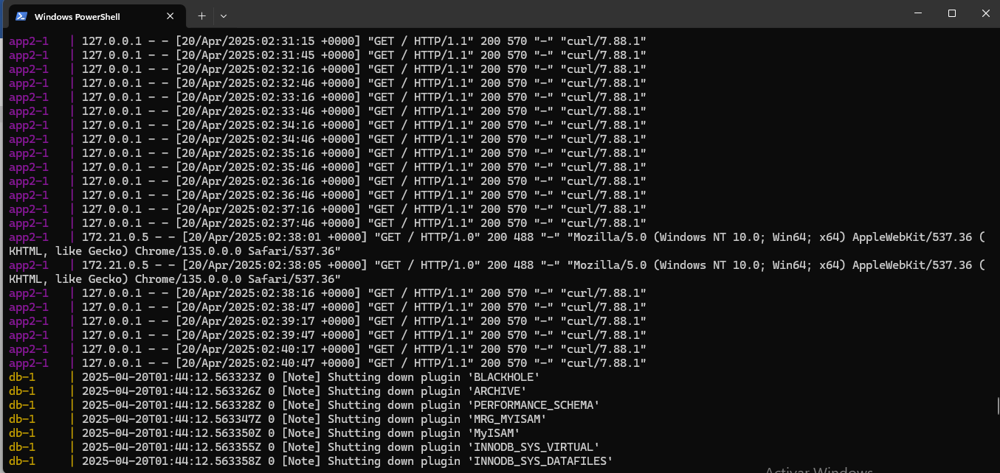 Windows PowerShell
app2-1   | 127.0.0.1 - - [20/Apr/2025:02:31:15 +0000] "GET / HTTP/1.1" 200 570 "-" "curl/7.88.1"
app2-1   | 127.0.0.1 - - [20/Apr/2025:02:31:45 +0000] "GET / HTTP/1.1" 200 570 "-" "curl/7.88.1"
app2-1   | 127.0.0.1 - - [20/Apr/2025:02:32:16 +0000] "GET / HTTP/1.1" 200 570 "-" "curl/7.88.1"
app2-1   | 127.0.0.1 - - [20/Apr/2025:02:32:46 +0000] "GET / HTTP/1.1" 200 570 "-" "curl/7.88.1"
app2-1   | 127.0.0.1 - - [20/Apr/2025:02:33:16 +0000] "GET / HTTP/1.1" 200 570 "-" "curl/7.88.1"
app2-1   | 127.0.0.1 - - [20/Apr/2025:02:33:46 +0000] "GET / HTTP/1.1" 200 570 "-" "curl/7.88.1"
app2-1   | 127.0.0.1 - - [20/Apr/2025:02:34:16 +0000] "GET / HTTP/1.1" 200 570 "-" "curl/7.88.1"
app2-1   | 127.0.0.1 - - [20/Apr/2025:02:34:46 +0000] "GET / HTTP/1.1" 200 570 "-" "curl/7.88.1"
app2-1   | 127.0.0.1 - - [20/Apr/2025:02:35:16 +0000] "GET / HTTP/1.1" 200 570 "-" "curl/7.88.1"
app2-1   | 127.0.0.1 - - [20/Apr/2025:02:35:46 +0000] "GET / HTTP/1.1" 200 570 "-" "curl/7.88.1"
app2-1   | 127.0.0.1 - - [20/Apr/2025:02:36:16 +0000] "GET / HTTP/1.1" 200 570 "-" "curl/7.88.1"
app2-1   | 127.0.0.1 - - [20/Apr/2025:02:36:46 +0000] "GET / HTTP/1.1" 200 570 "-" "curl/7.88.1"
app2-1   | 127.0.0.1 - - [20/Apr/2025:02:37:16 +0000] "GET / HTTP/1.1" 200 570 "-" "curl/7.88.1"
app2-1   | 127.0.0.1 - - [20/Apr/2025:02:37:46 +0000] "GET / HTTP/1.1" 200 570 "-" "curl/7.88.1"
app2-1   | 172.21.0.5 - - [20/Apr/2025:02:38:01 +0000] "GET / HTTP/1.0" 200 488 "-" "Mozilla/5.0 (Windows NT 10.0; Win64; x64) AppleWebKit/537.36 (
KHTML, like Gecko) Chrome/135.0.0.0 Safari/537.36"
app2-1   | 172.21.0.5 - - [20/Apr/2025:02:38:05 +0000] "GET / HTTP/1.0" 200 488 "-" "Mozilla/5.0 (Windows NT 10.0; Win64; x64) AppleWebKit/537.36 (
KHTML, like Gecko) Chrome/135.0.0.0 Safari/537.36"
app2-1   | 127.0.0.1 - - [20/Apr/2025:02:38:16 +0000] "GET / HTTP/1.1" 200 570 "-" "curl/7.88.1"
app2-1   | 127.0.0.1 - - [20/Apr/2025:02:38:47 +0000] "GET / HTTP/1.1" 200 570 "-" "curl/7.88.1"
app2-1   | 127.0.0.1 - - [20/Apr/2025:02:39:17 +0000] "GET / HTTP/1.1" 200 570 "-" "curl/7.88.1"
app2-1   | 127.0.0.1 - - [20/Apr/2025:02:39:47 +0000] "GET / HTTP/1.1" 200 570 "-" "curl/7.88.1"
app2-1   | 127.0.0.1 - - [20/Apr/2025:02:40:17 +0000] "GET / HTTP/1.1" 200 570 "-" "curl/7.88.1"
app2-1   | 127.0.0.1 - - [20/Apr/2025:02:40:47 +0000] "GET / HTTP/1.1" 200 570 "-" "curl/7.88.1"
db-1     | 2025-04-20T01:44:12.563323Z 0 [Note] Shutting down plugin 'BLACKHOLE'
db-1     | 2025-04-20T01:44:12.563326Z 0 [Note] Shutting down plugin 'ARCHIVE'
db-1     | 2025-04-20T01:44:12.563328Z 0 [Note] Shutting down plugin 'PERFORMANCE_SCHEMA'
db-1     | 2025-04-20T01:44:12.563347Z 0 [Note] Shutting down plugin 'MRG_MYISAM'
db-1     | 2025-04-20T01:44:12.563350Z 0 [Note] Shutting down plugin 'MyISAM'
db-1     | 2025-04-20T01:44:12.563355Z 0 [Note] Shutting down plugin 'INNODB_SYS_VIRTUAL'
db-1     | 2025-04-20T01:44:12.563358Z 0 [Note] Shutting down plugin 'INNODB_SYS_DATAFILES'
Activar Windows